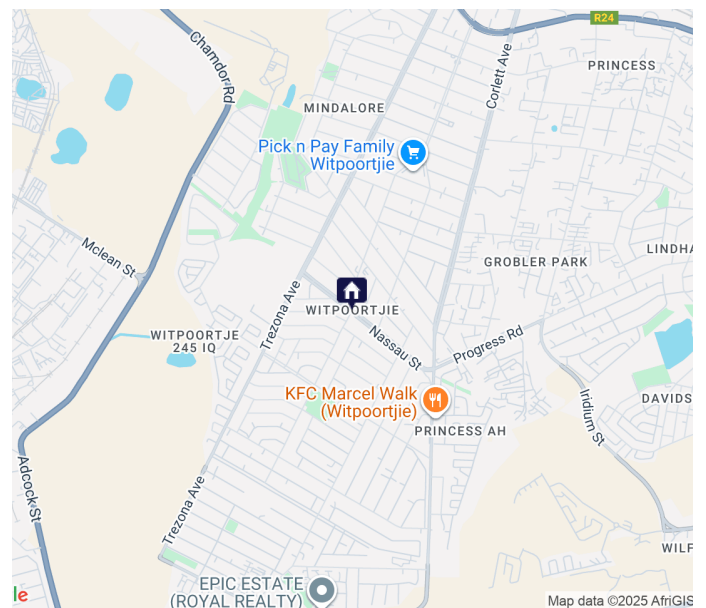 R24
Chamdor Rd
Corlett Ave
PRINCESS
MINDALORE
Pick n Pay Family
Witpoortjie
Mclean St
GROBLER PARK
LINDHA
Trezona Ave
WITPOORTJIE
WITPOORTJE
245 IQ
Nassau St
Progress Rd
KFC Marcel Walk
(Witpoortjie)
Iridium St
DAVIDS
PRINCESS AH
Adcock St
Trezona Ave
WILF
EPIC ESTATE
(ROYAL REALTY)
le
Map data ©2025 AfriGIS